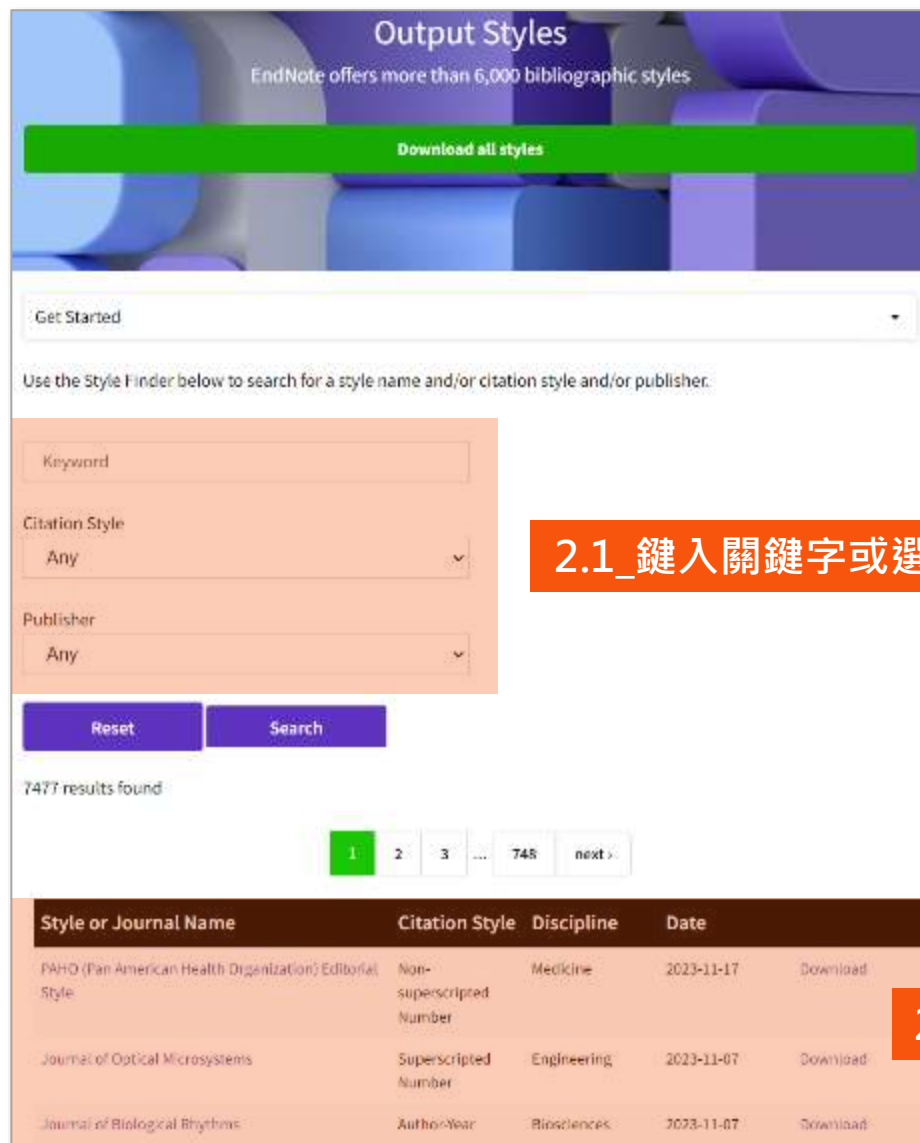 Output Styles
EndNote offers more than 6,000 bibliographic styles
Download all styles
Get Started
Use the Style Finder below to search for a style name and/or citation style and/or publisher.
Keyword
Citation Style
Any
2.1_鍵入關鍵字或選
Publisher
Any
Reset Search
7477 results found
1 2 3 ... 748 next ›
Style or Journal Name Citation Style Discipline Date
PAHO (Pan American Health Organization) Editorial Non- Medicine 2023-11-17 Download
Style superscripted
Number
2
Journal of Optical Microsystems Superscripted Engineering 2023-11-07 Download
Number
Journal of Biological Rhythms Author-Year Biosciences 2023-11-07 Download